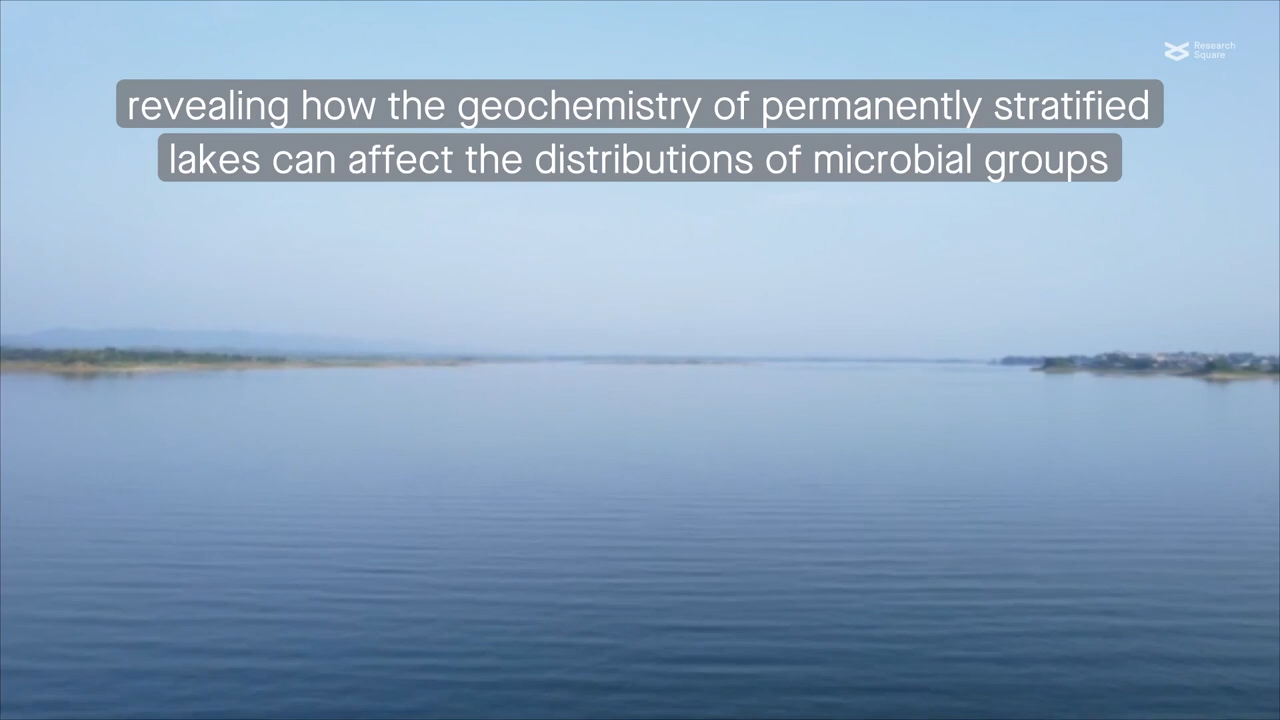 Research
Square
revealing how the geochemistry of permanently stratified
lakes can affect the distributions of microbial groups